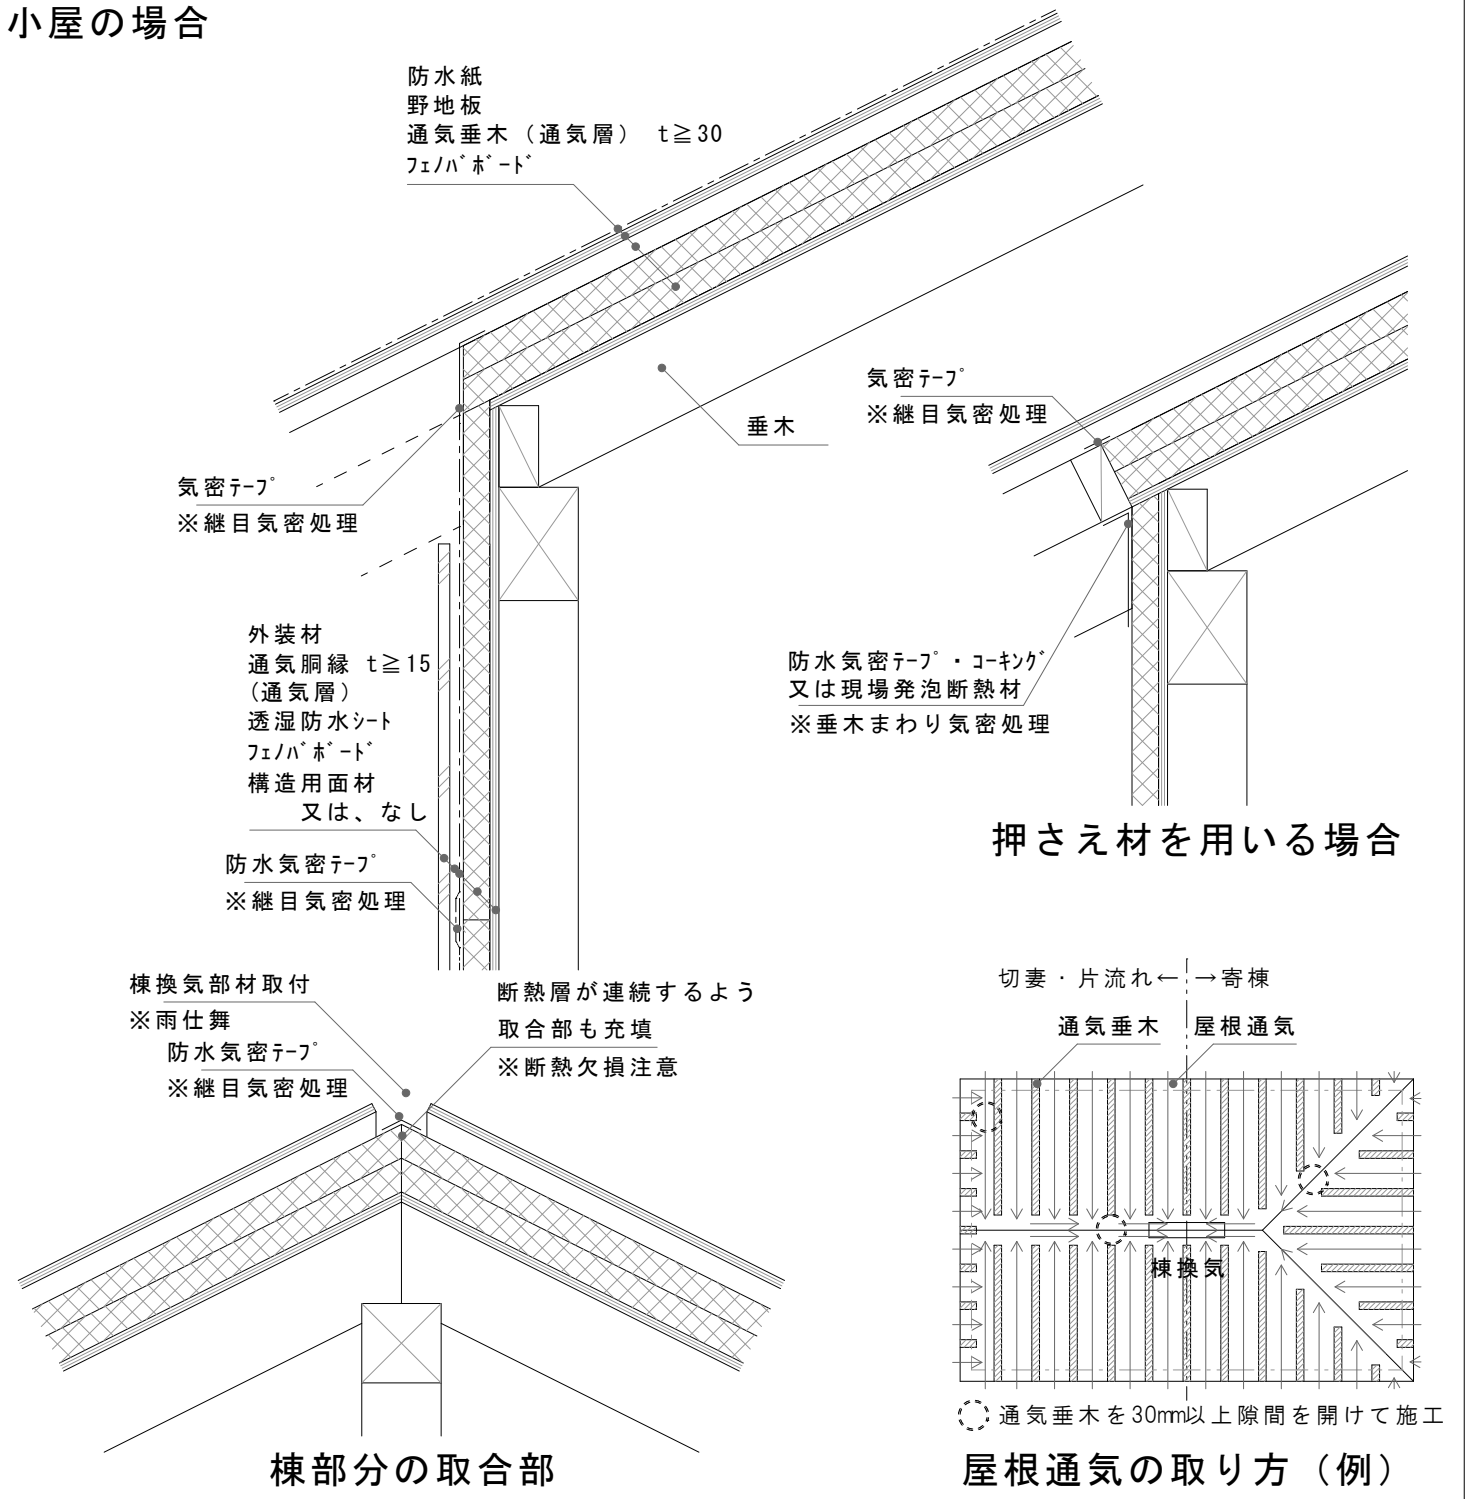 小屋の場合
防水紙
野地板
通気垂木（通気層） t≧30
ﾌｪﾉﾊﾞﾎﾞｰﾄﾞ
垂木
気密ﾃｰﾌﾟ
※継目気密処理
気密ﾃｰﾌﾟ
※継目気密処理
外装材
通気胴縁 t≧15
(通気層)
透湿防水ｼｰﾄ
ﾌｪﾉﾊﾞﾎﾞｰﾄﾞ
構造用面材
又は、なし
防水気密ﾃｰﾌﾟ
※継目気密処理
防水気密ﾃｰﾌﾟ・ｺｰｷﾝｸﾞ
又は現場発泡断熱材
※垂木まわり気密処理
押さえ材を用いる場合
棟換気部材取付
※雨仕舞
防水気密ﾃｰﾌﾟ
※継目気密処理
断熱層が連続するよう
取合部も充填
※断熱欠損注意
棟部分の取合部
切妻・片流れ←→寄棟
通気垂木
屋根通気
棟換気
通気垂木を30mm以上隙間を開けて施工
屋根通気の取り方（例）